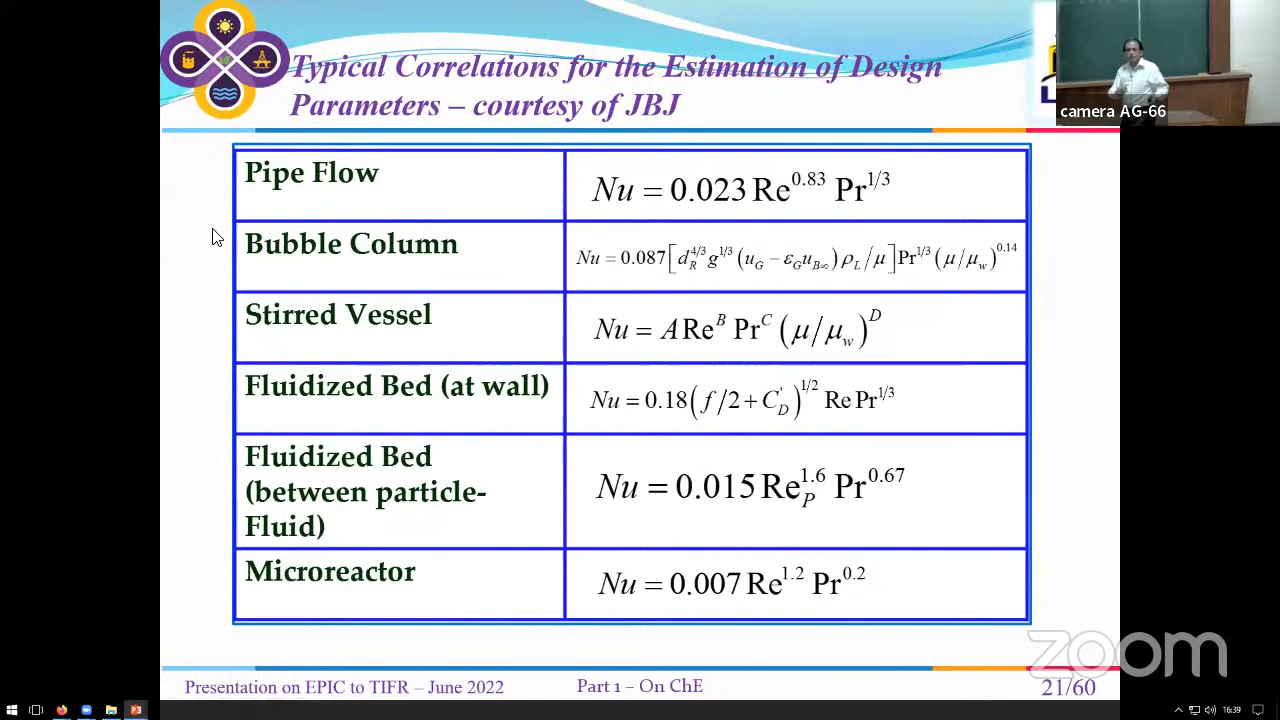 Typical Correlations for the Estimation of Design
Parameters – courtesy of JBJ
camera AG-66
Pipe Flow
Nu = 0.023 Re^0.83 Pr^1/3
Bubble Column
Nu = 0.087 [d_R^4/3 g^1/3 (u_G − ε_G u_B∞) ρ_L/μ] Pr^1/3 (μ/μ_w)^0.14
Stirred Vessel
Nu = A Re^B Pr^C (μ/μ_w)^D
Fluidized Bed (at wall)
Nu = 0.18 (f/2 + C'_D)^1/2 Re Pr^1/3
Fluidized Bed
(between particle-
Fluid)
Nu = 0.015 Re_P^1.6 Pr^0.67
Microreactor
Nu = 0.007 Re^1.2 Pr^0.2
zoom
Presentation on EPIC to TIFR – June 2022
Part 1 – On ChE
21/60
16:39